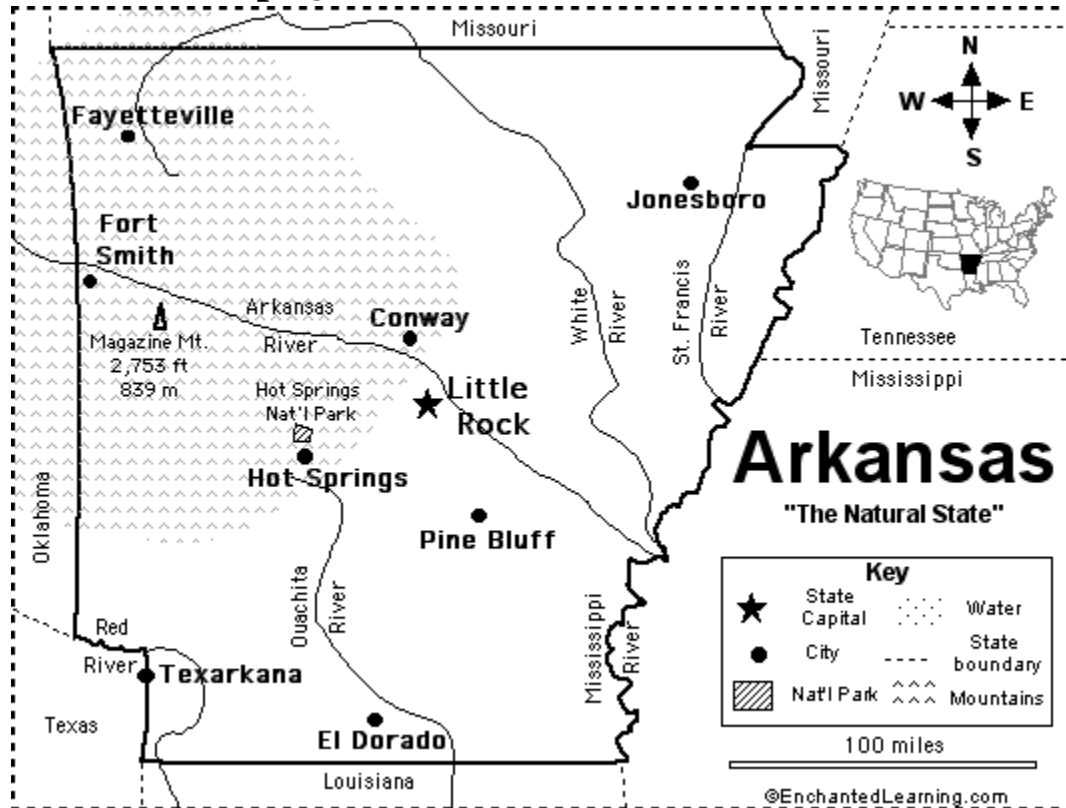 Missouri
Missouri
N
W
E
S
Fayetteville
Jonesboro
Fort
Smith
Arkansas
River
Conway
White
River
St. Francis
River
Tennessee
Mississippi
Magazine Mt.
2,753 ft
839 m
Hot Springs
Nat'l Park
Little
Rock
Arkansas
"The Natural State"
Hot Springs
Oklahoma
Pine Bluff
Ouachita
River
Mississippi
River
Red
River
Texarkana
Texas
El Dorado
Louisiana
Key
State
Capital
Water
City
State
boundary
Nat'l Park
Mountains
100 miles
©EnchantedLearning.com